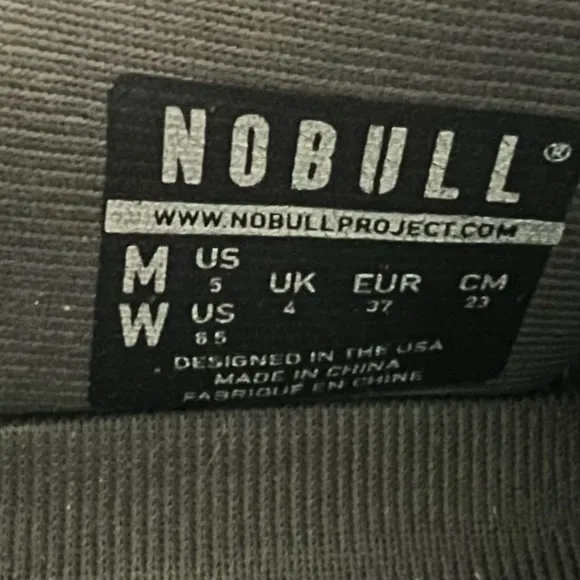 NOBULL®
WWW.NOBULLPROJECT.COM
M US 5 UK 4 EUR 37 CM 23
W US 6.5
DESIGNED IN THE USA
MADE IN CHINA
FABRIQUE EN CHINE